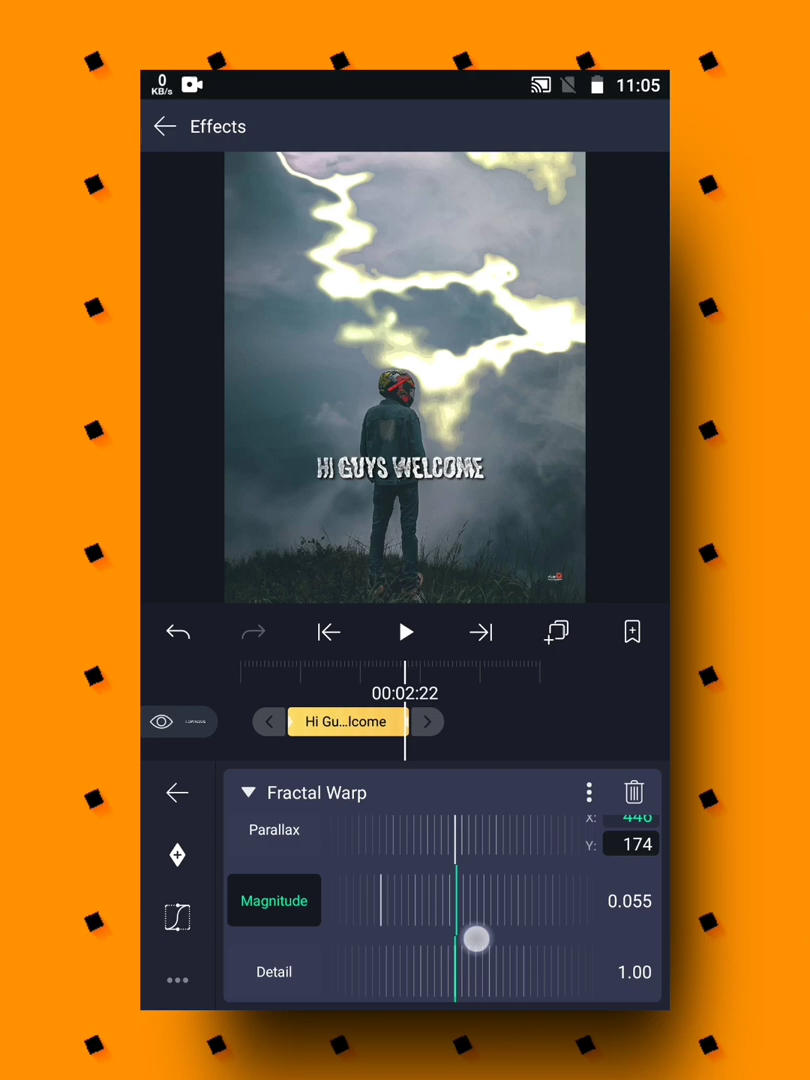 0
KB/s
11:05
Effects
HI GUYS WELCOME
00:02:22
Hi Gu...lcome
Fractal Warp
Parallax
X: 446
Y: 174
Magnitude
0.055
Detail
1.00